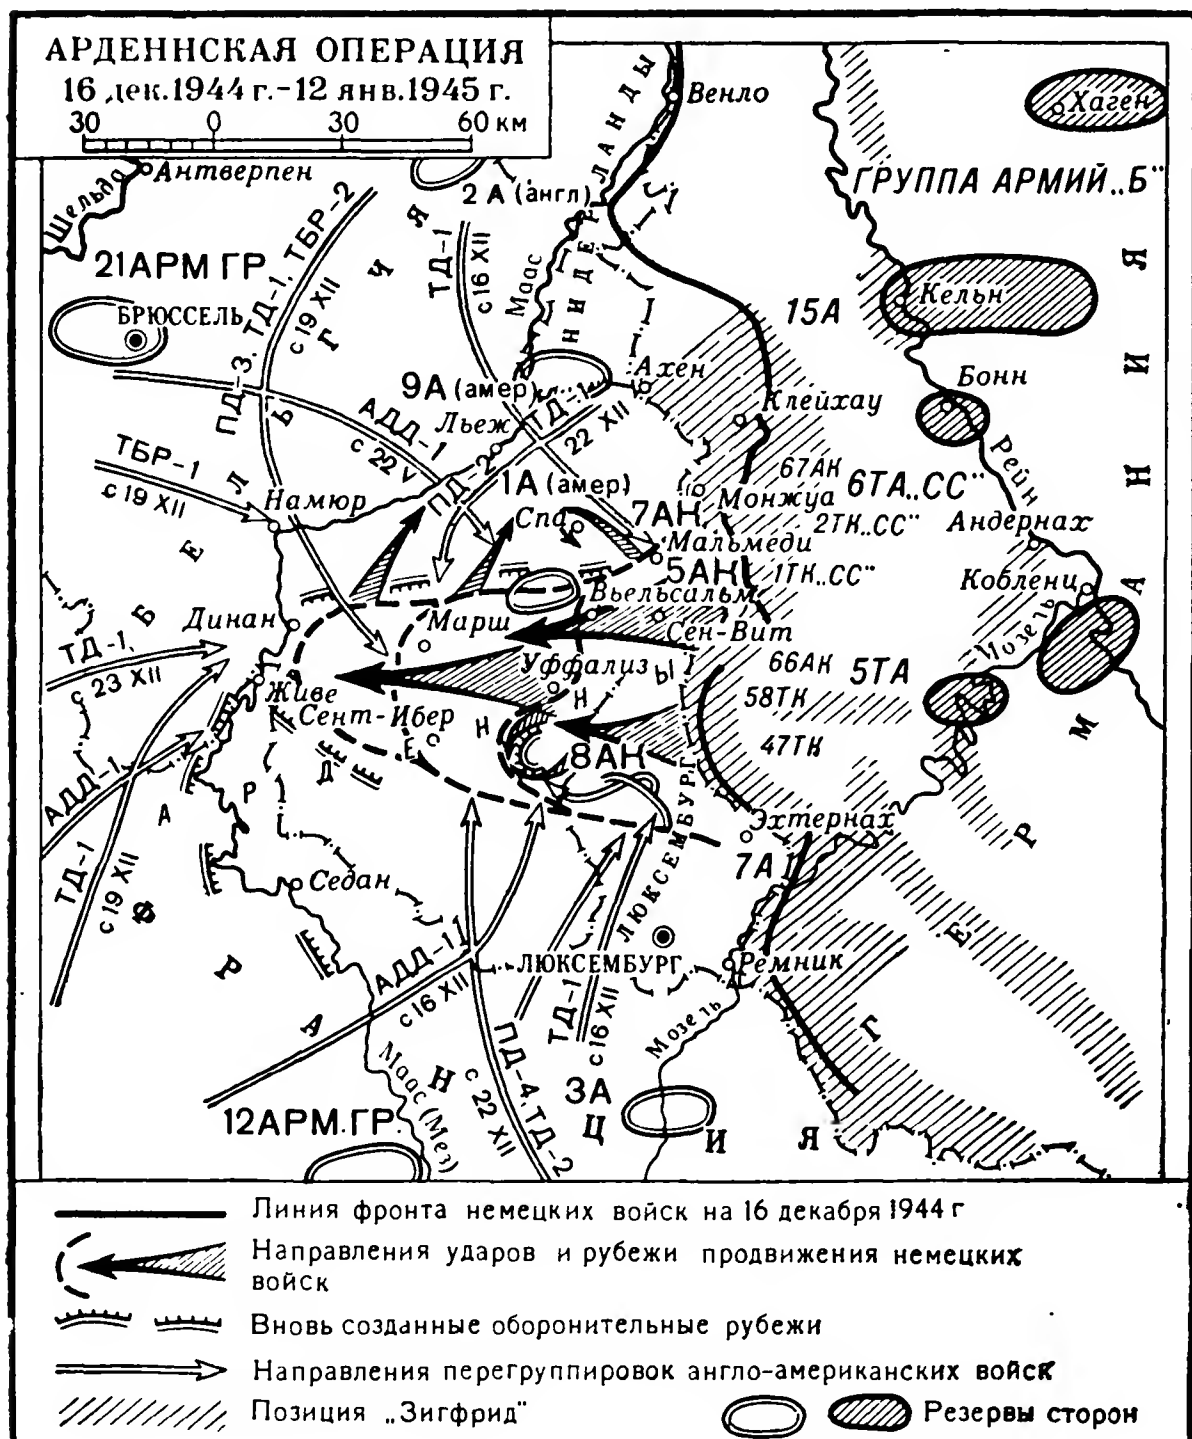 АРДЕННСКАЯ ОПЕРАЦИЯ
16 дек.1944 г.-12 янв.1945 г.
30 0 30 60 км
Венло
Хаген
Антверпен
Шельда
2 А (англ)
НИДЕРЛАНДЫ
ГРУППА АРМИЙ „Б"
21АРМ ГР
БРЮССЕЛЬ
ПД-3, ТД-1, ТБР-2
с 19 XII
ТД-1
с 16 XII
Маас
15А
Кельн
9А (амер)
Ахен
Бонн
Клейхау
АДД-1
с 22
Льеж
ТД-1
22 XII
ПД-2
ТБР-1
с 19 XII
Намюр
1А (амер)
Спа
7АК
67АК
Монжуа
6ТА „СС"
2ТК „СС"
Рейн
Андернах
Мальмеди
5АК
1ТК „СС"
Кобленц
Вьельсальм
Динан
Марш
Сен-Вит
Мозель
ТД-1,
с 23 XII
Уффализ
66АК
5ТА
Живе
58ТК
Сент-Ибер
47ТК
8АК
АДД-1
ТД-1
с 19 XII
Эхтернах
7А
Седан
ЛЮКСЕМБУРГ
ЛЮКСЕМБУРГ
Ремник
АДД-11
с 16 XII
ТД-1
с 16 XII
Мозель
ПД-4, ТД-2
с 22 XII
3А
Маас (Мез)
12АРМ.ГР.
БЕЛЬГИЯ
АРДЕННЫ
ФРАНЦИЯ
ГЕРМАНИЯ
Линия фронта немецких войск на 16 декабря 1944 г
Направления ударов и рубежи продвижения немецких
войск
Вновь созданные оборонительные рубежи
Направления перегруппировок англо-американских войск
Позиция „Зигфрид"
Резервы сторон